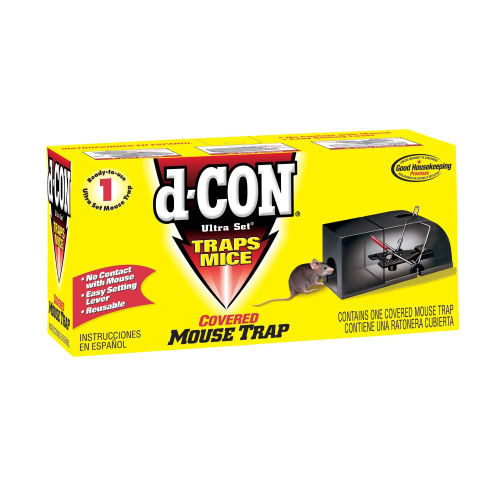 INSTRUCCIONES EN ESPAÑOL
Ready-to-use
1
Ultra Set Mouse Trap
d-CON®
Ultra Set®
TRAPS
MICE
• No Contact
with Mouse
• Easy Setting
Lever
• Reusable
COVERED
MOUSE TRAP
INSTRUCCIONES
EN ESPAÑOL
Good Housekeeping
Promises
CONTAINS ONE COVERED MOUSE TRAP
CONTIENE UNA RATONERA CUBIERTA